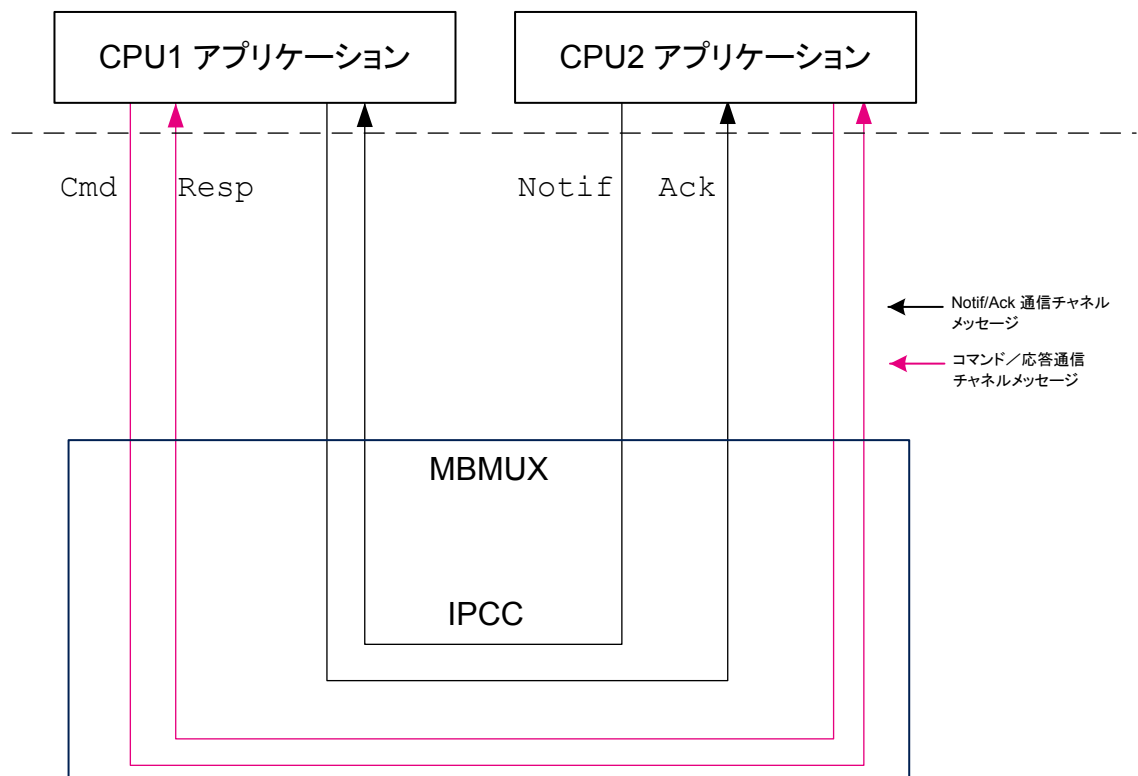 CPU1 アプリケーション
CPU2 アプリケーション
Cmd
Resp
Notif
Ack
Notif/Ack 通信チャネル
メッセージ
コマンド／応答通信
チャネルメッセージ
MBMUX
IPCC